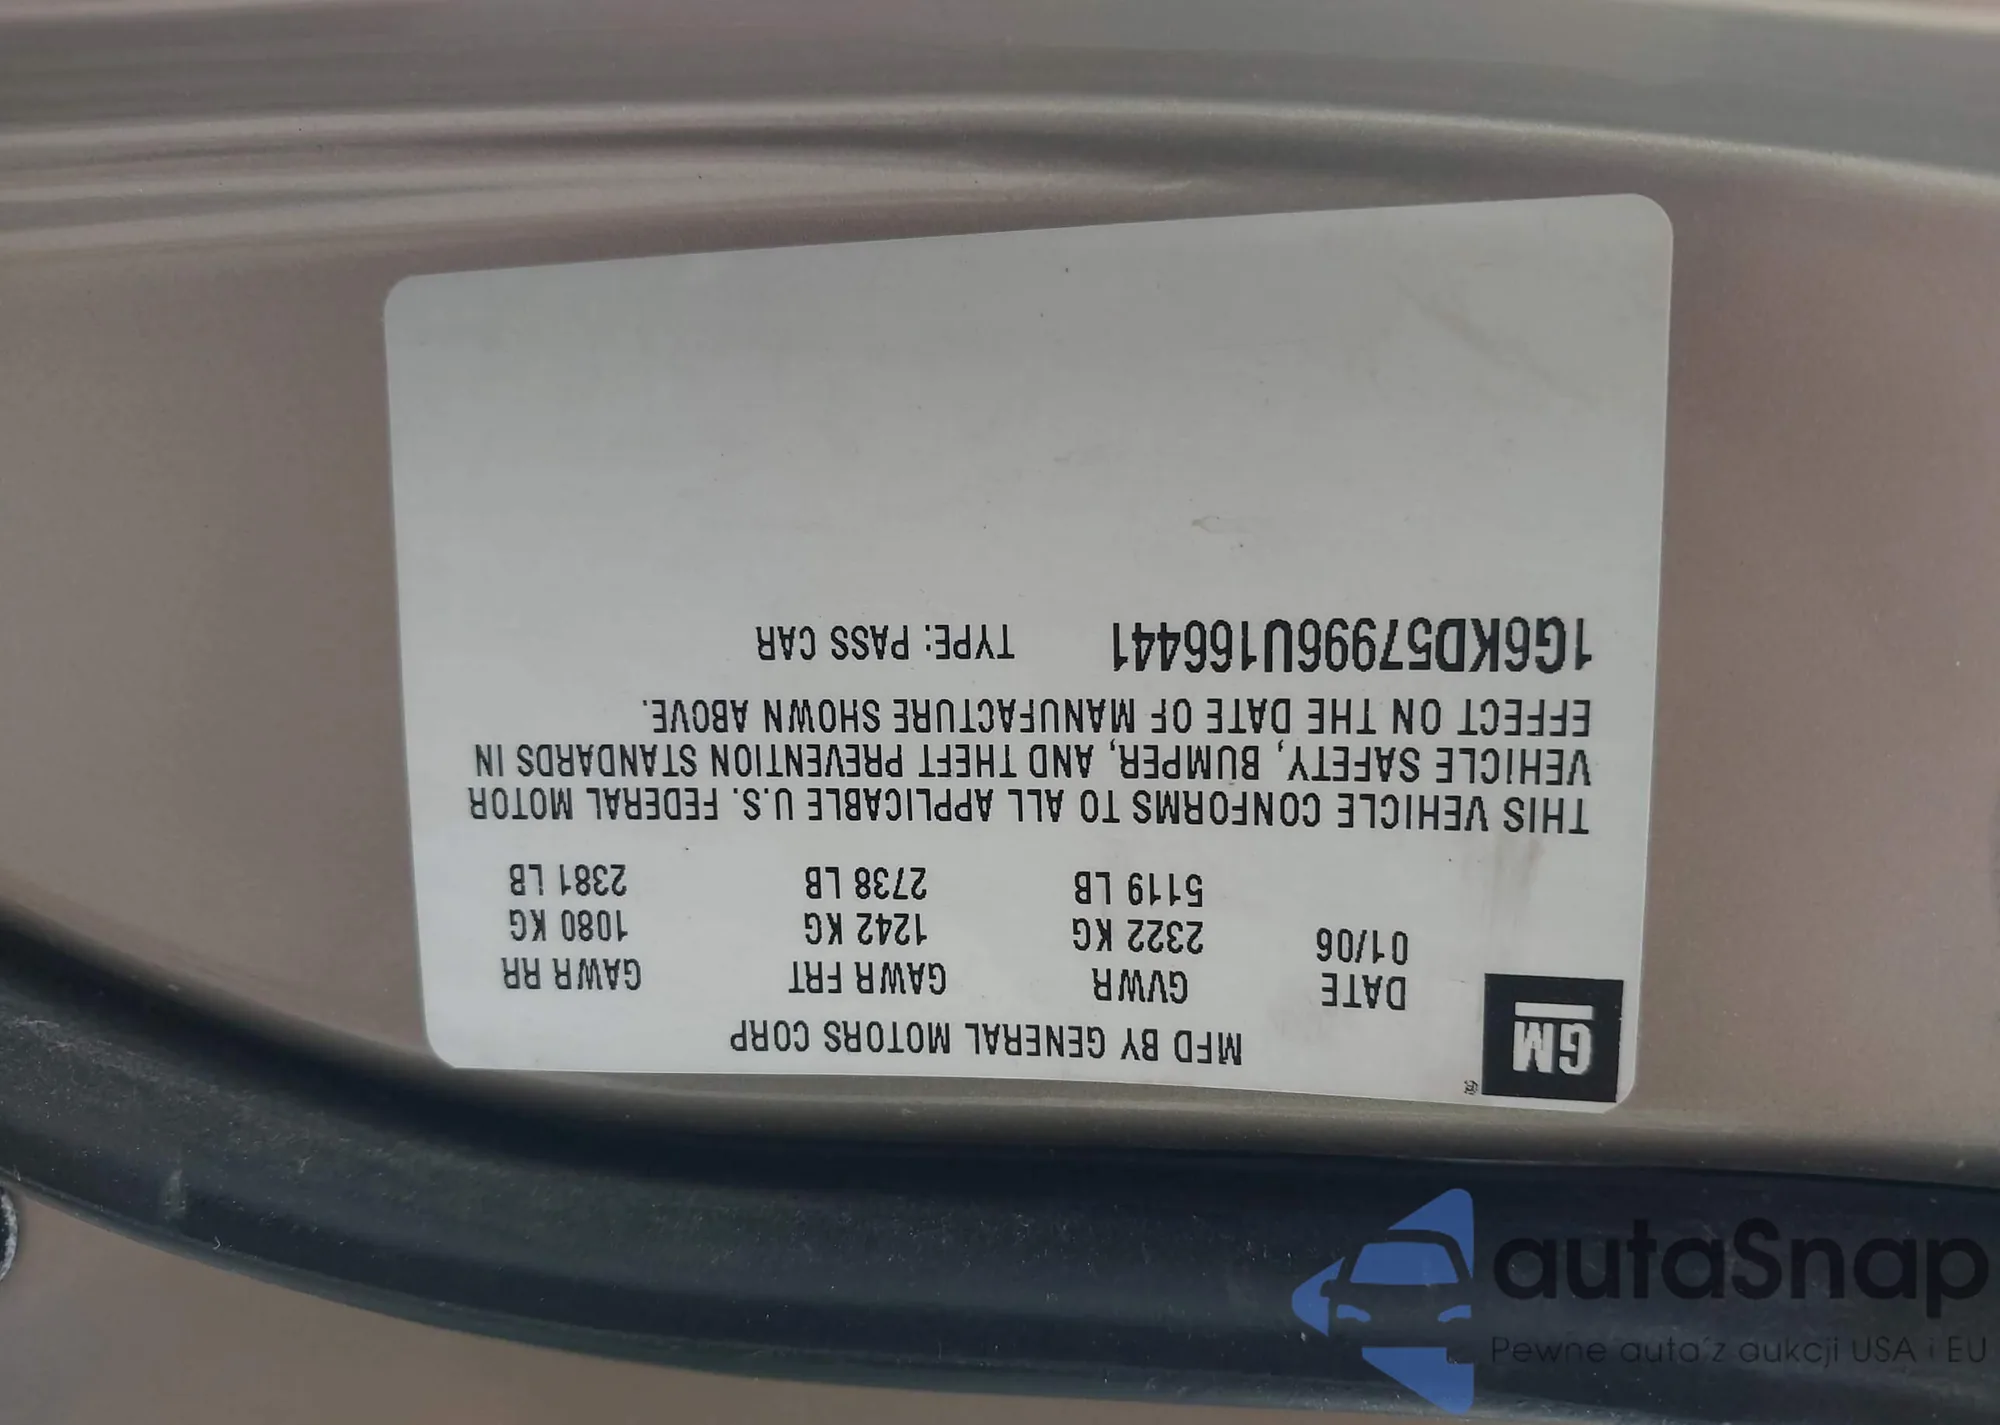 GM
MFD BY GENERAL MOTORS CORP
DATE GVWR GAWR FRT GAWR RR
01/06 2322 KG 1242 KG 1080 KG
5119 LB 2738 LB 2381 LB
THIS VEHICLE CONFORMS TO ALL APPLICABLE U.S. FEDERAL MOTOR
VEHICLE SAFETY, BUMPER, AND THEFT PREVENTION STANDARDS IN
EFFECT ON THE DATE OF MANUFACTURE SHOWN ABOVE.
1G6KD57996U166441 TYPE: PASS CAR
autaSnap
Pewne auta z aukcji USA i EU